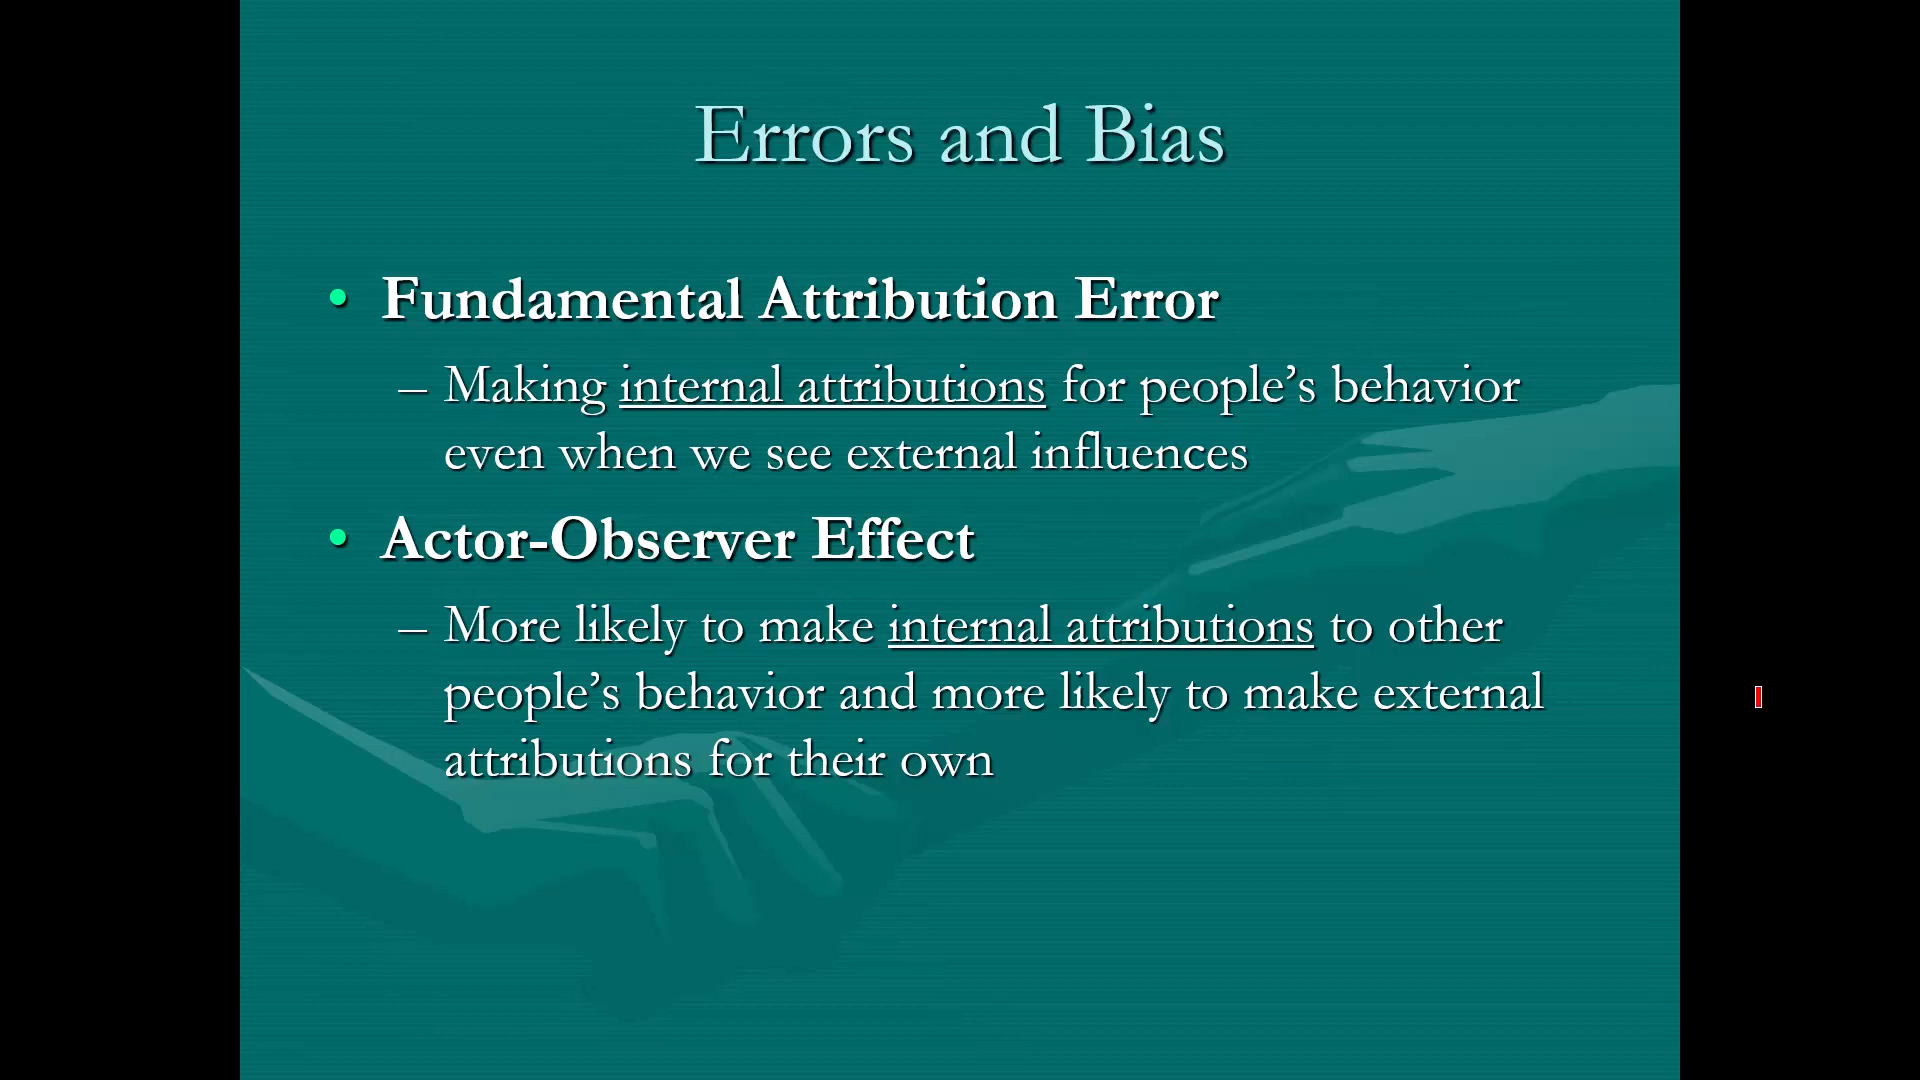 Errors and Bias
• Fundamental Attribution Error
– Making internal attributions for people’s behavior
even when we see external influences
• Actor-Observer Effect
– More likely to make internal attributions to other
people’s behavior and more likely to make external
attributions for their own